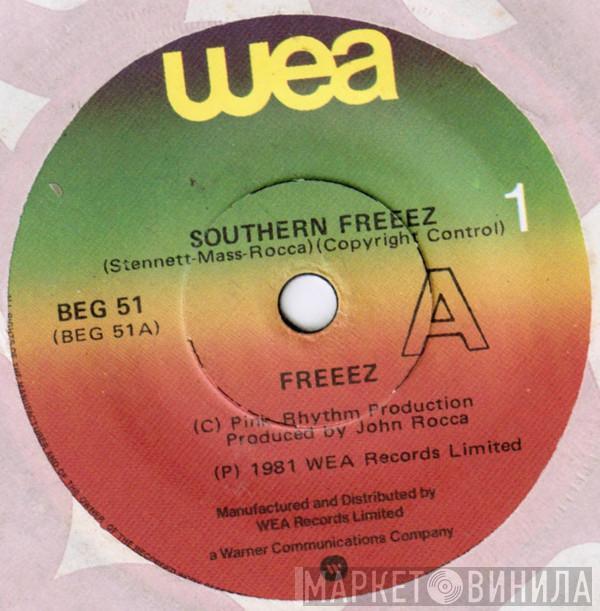 wea
1
SOUTHERN FREEEZ
(Stennett-Mass-Rocca) (Copyright Control)
A
BEG 51
(BEG 51A)
FREEEZ
(C) Pink Rhythm Production
Produced by John Rocca
(P) 1981 WEA Records Limited
Manufactured and Distributed by
WEA Records Limited
a Warner Communications Company
МАРКЕТ ВИНИЛА